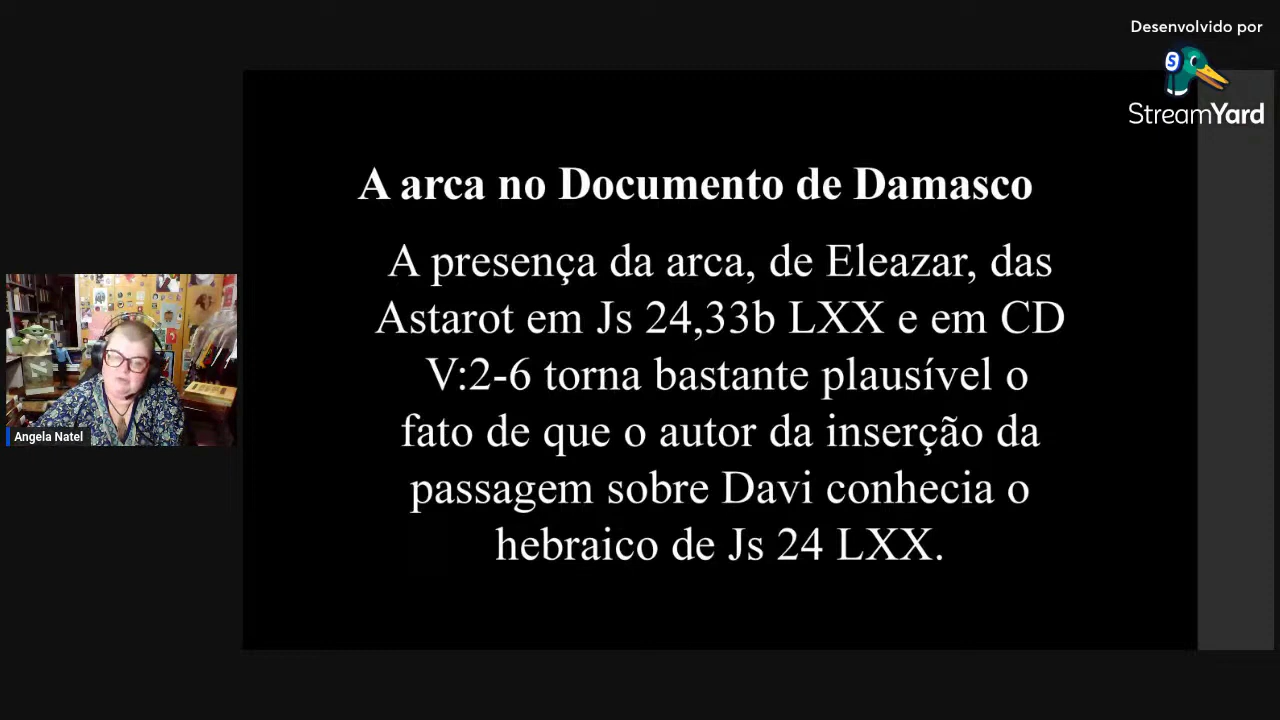 Desenvolvido por
StreamYard
A arca no Documento de Damasco
A presença da arca, de Eleazar, das
Astarot em Js 24,33b LXX e em CD
V:2-6 torna bastante plausível o
fato de que o autor da inserção da
passagem sobre Davi conhecia o
hebraico de Js 24 LXX.
Angela Natel